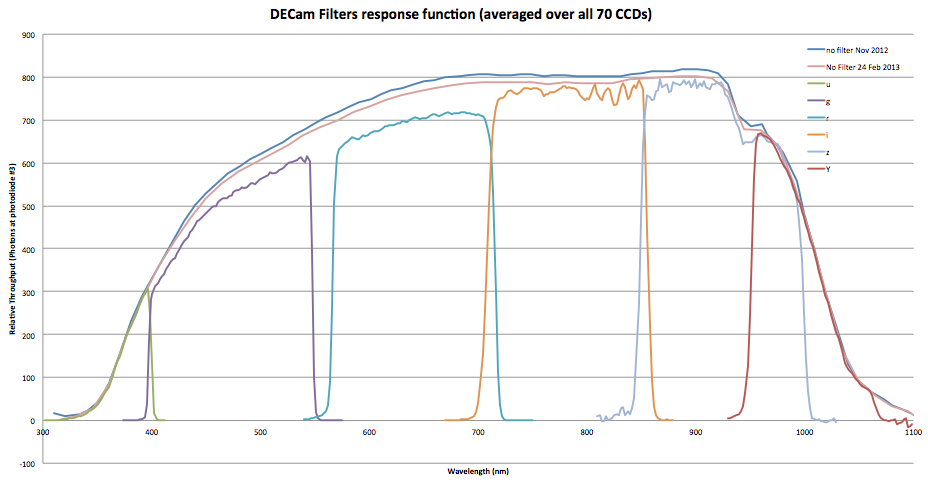 DECam Filters response function (averaged over all 70 CCDs)
900
800
700
600
500
400
300
200
100
0
-100
Relative Throughput (Photons at photodiode #3)
300 400 500 600 700 800 900 1000 1100
Wavelength (nm)
no filter Nov 2012
No Filter 24 Feb 2013
u
g
r
i
z
Y